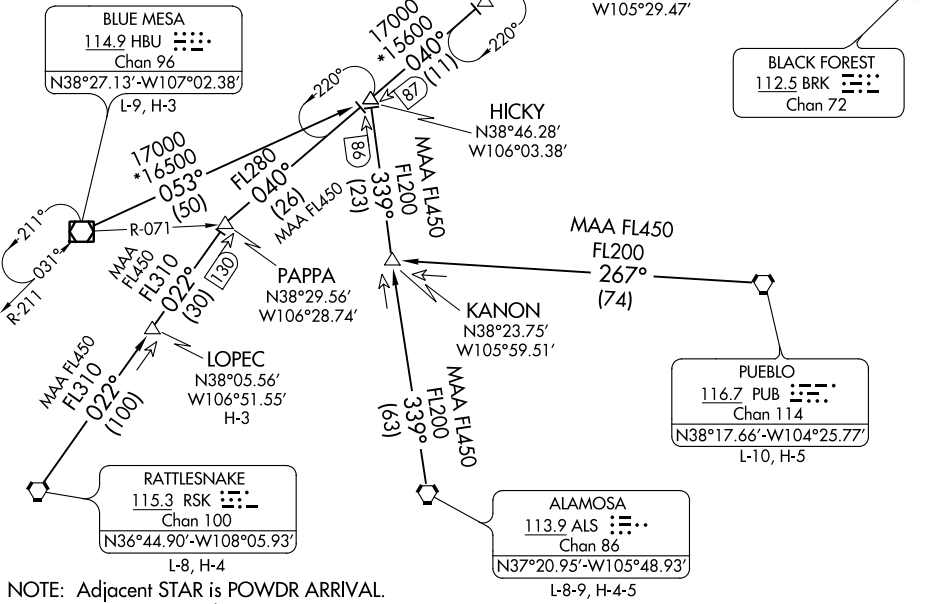 BLUE MESA
114.9 HBU
Chan 96
N38°27.13'-W107°02.38'
L-9, H-3
W105°29.47'
BLACK FOREST
112.5 BRK
Chan 72
17000
*15600
040°
(11)
87
220°
220°
HICKY
N38°46.28'
W106°03.38'
17000
*16500
053°
(50)
FL280
040°
(26)
MAA FL450
86
MAA FL450
FL200
339°
(23)
211°
031°
R-211
R-071
MAA
FL450
FL310
022°
(30)
130
PAPPA
N38°29.56'
W106°28.74'
MAA FL450
FL200
267°
(74)
KANON
N38°23.75'
W105°59.51'
LOPEC
N38°05.56'
W106°51.55'
H-3
MAA FL450
FL310
022°
(100)
MAA FL450
FL200
339°
(63)
PUEBLO
116.7 PUB
Chan 114
N38°17.66'-W104°25.77'
L-10, H-5
RATTLESNAKE
115.3 RSK
Chan 100
N36°44.90'-W108°05.93'
L-8, H-4
ALAMOSA
113.9 ALS
Chan 86
N37°20.95'-W105°48.93'
L-8-9, H-4-5
NOTE: Adjacent STAR is POWDR ARRIVAL.